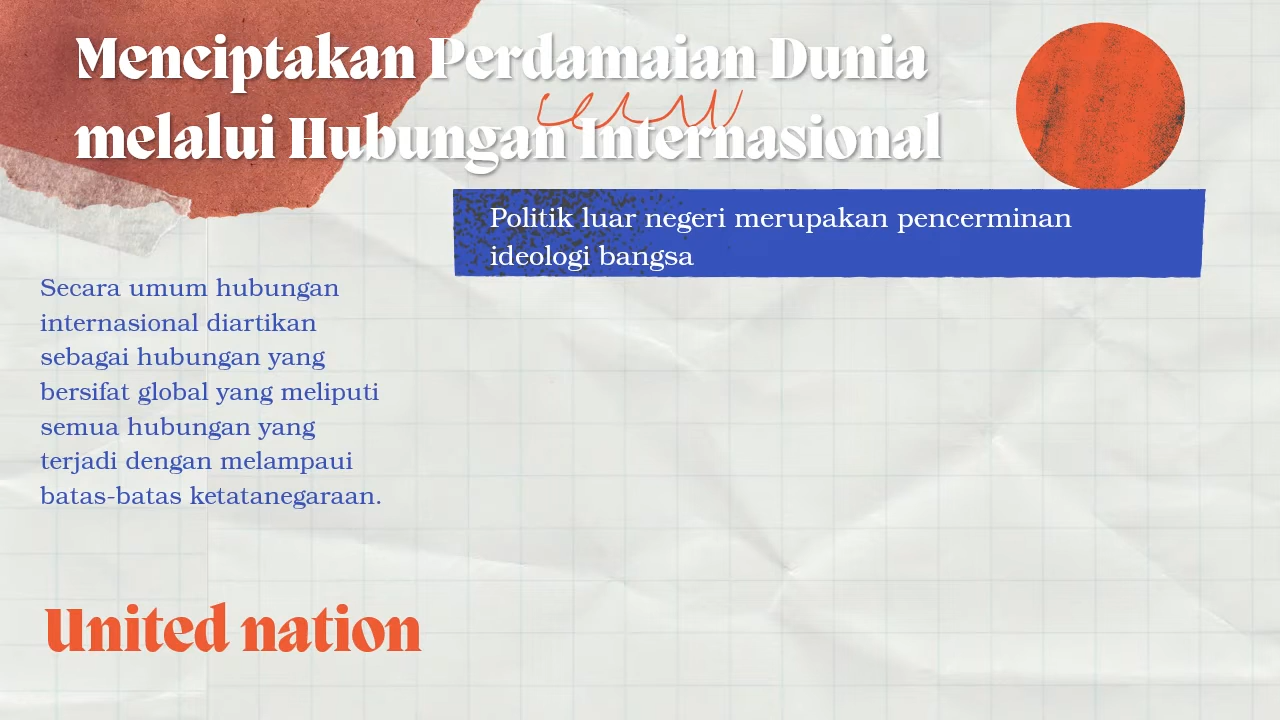 Menciptakan Perdamaian Dunia
melalui Hubungan Internasional
Politik luar negeri merupakan pencerminan
ideologi bangsa
Secara umum hubungan
internasional diartikan
sebagai hubungan yang
bersifat global yang meliputi
semua hubungan yang
terjadi dengan melampaui
batas-batas ketatanegaraan.
United nation